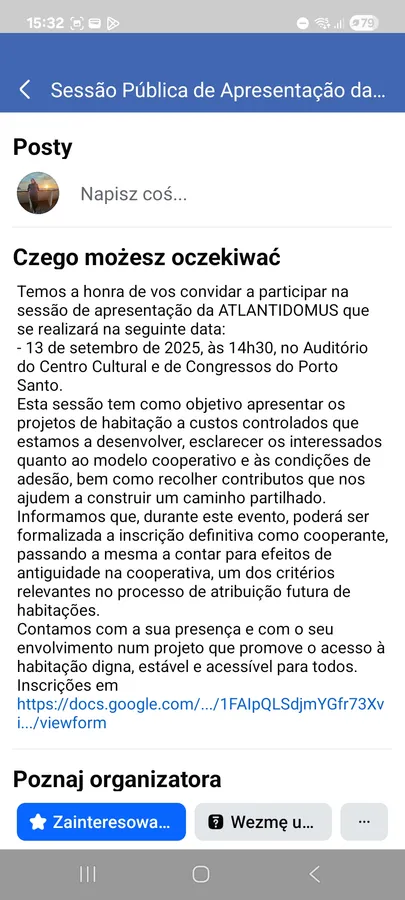 15:32
79
Sessão Pública de Apresentação da...
Posty
Napisz coś...
Czego możesz oczekiwać
Temos a honra de vos convidar a participar na
sessão de apresentação da ATLANTIDOMUS que
se realizará na seguinte data:
- 13 de setembro de 2025, às 14h30, no Auditório
do Centro Cultural e de Congressos do Porto
Santo.
Esta sessão tem como objetivo apresentar os
projetos de habitação a custos controlados que
estamos a desenvolver, esclarecer os interessados
quanto ao modelo cooperativo e às condições de
adesão, bem como recolher contributos que nos
ajudem a construir um caminho partilhado.
Informamos que, durante este evento, poderá ser
formalizada a inscrição definitiva como cooperante,
passando a mesma a contar para efeitos de
antiguidade na cooperativa, um dos critérios
relevantes no processo de atribuição futura de
habitações.
Contamos com a sua presença e com o seu
envolvimento num projeto que promove o acesso à
habitação digna, estável e acessível para todos.
Inscrições em
https://docs.google.com/.../1FAIpQLSdjmYGfr73Xv
i.../viewform
Poznaj organizatora
Zainteresowa...
Wezmę u...
...